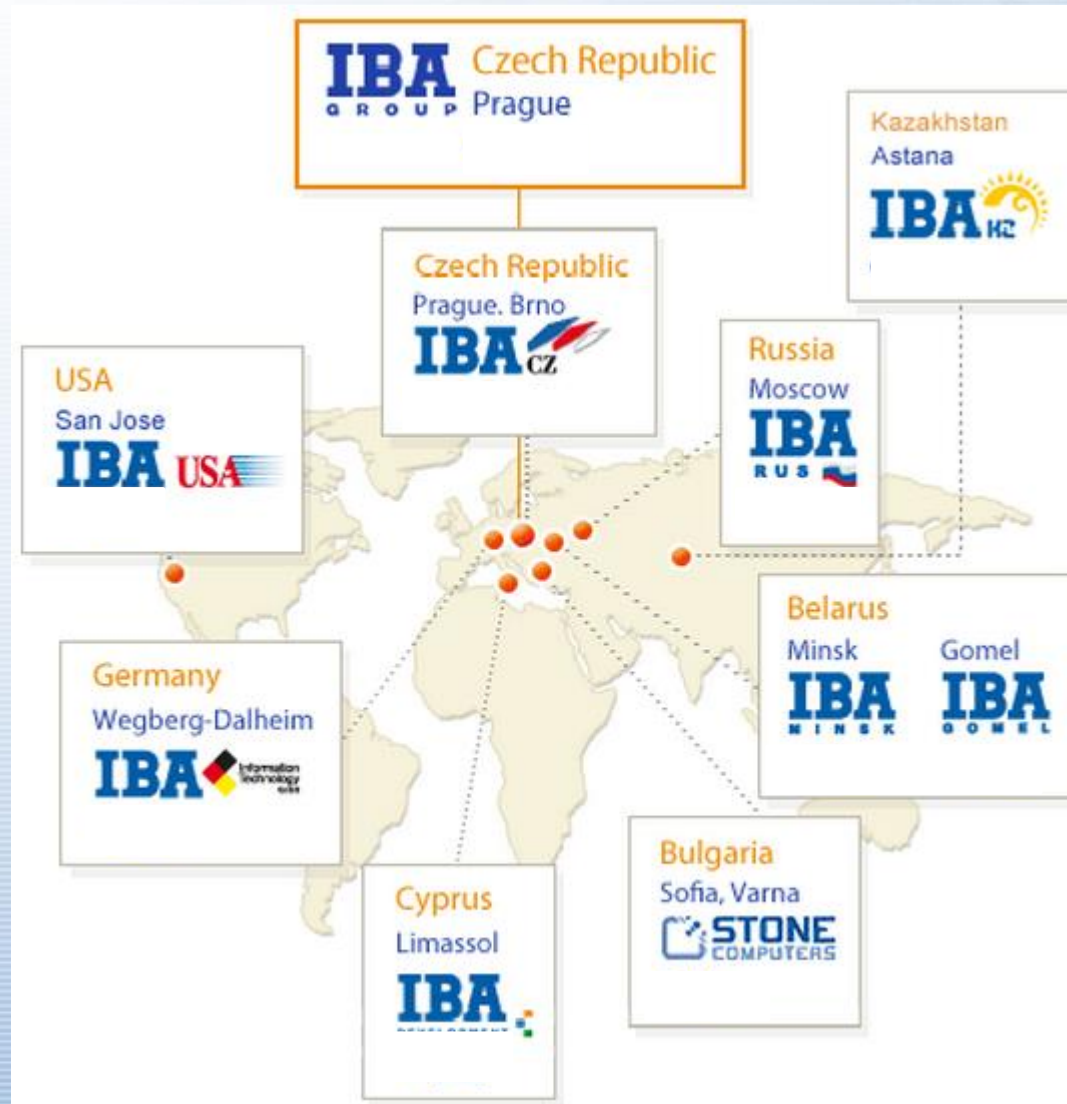 IBA Czech Republic
GROUP Prague
Kazakhstan
Astana
IBA KZ
Czech Republic
Prague. Brno
IBA CZ
Russia
Moscow
IBA
RUS
USA
San Jose
IBA USA
Belarus
Minsk Gomel
IBA IBA
MINSK GOMEL
Germany
Wegberg-Dalheim
IBA Information
Technology
Bulgaria
Sofia, Varna
STONE
COMPUTERS
Cyprus
Limassol
IBA